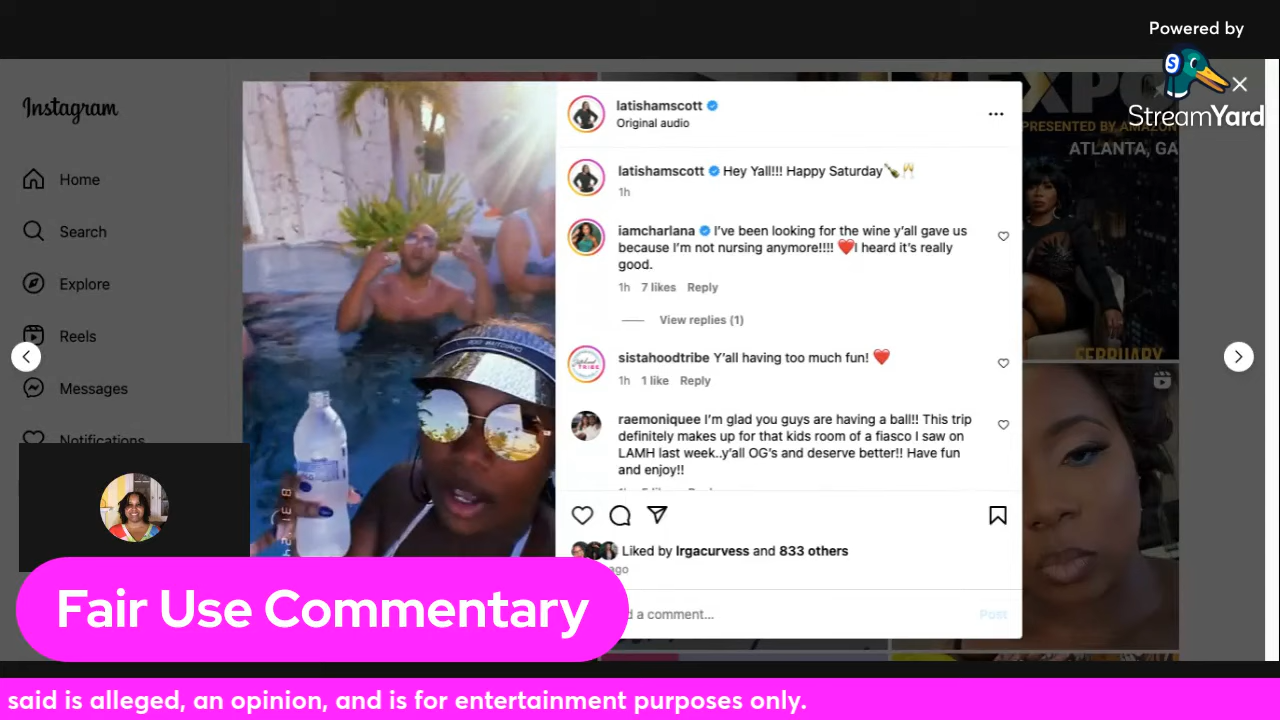 Powered by
StreamYard
Instagram
Home
Search
Explore
Reels
Messages
Notifications
latishamscott
Original audio
latishamscott Hey Yall!!! Happy Saturday🍾🥂
1h
iamcharlana I've been looking for the wine y'all gave us
because I'm not nursing anymore!!!! ❤️I heard it's really
good.
1h 7 likes Reply
View replies (1)
sistahoodtribe Y'all having too much fun! ❤️
1h 1 like Reply
raemoniquee I'm glad you guys are having a ball!! This trip
definitely makes up for that kids room of a fiasco I saw on
LAMH last week..y'all OG's and deserve better!! Have fun
and enjoy!!
Liked by lrgacurvess and 833 others
ago
a comment...
Post
EXPO
PRESENTED BY AMAZON
ATLANTA, GA
FEBRUARY
Fair Use Commentary
said is alleged, an opinion, and is for entertainment purposes only.